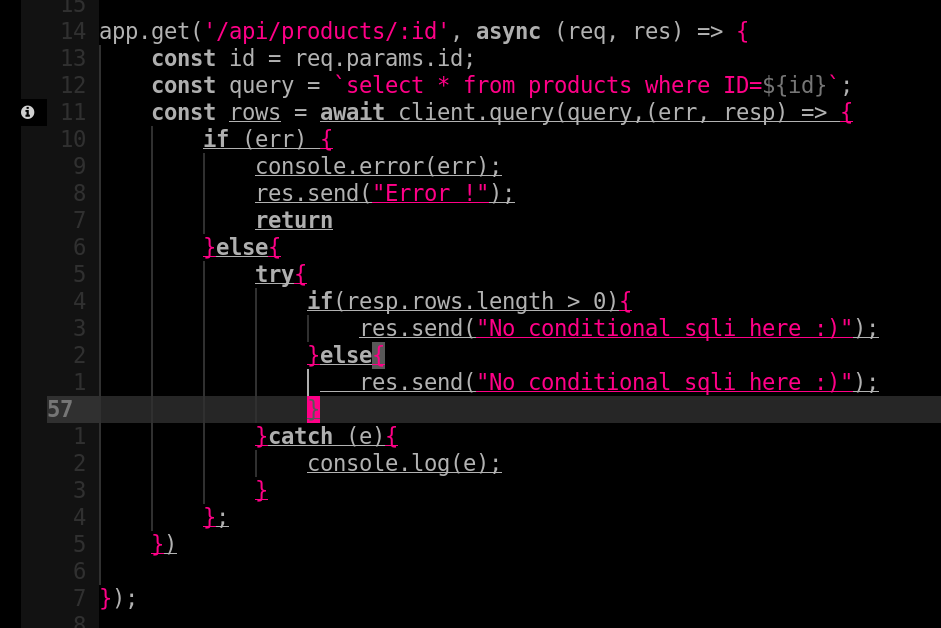 15
14 app.get('/api/products/:id', async (req, res) => {
13     const id = req.params.id;
12     const query = `select * from products where ID=${id}`;
11     const rows = await client.query(query,(err, resp) => {
10         if (err) {
9             console.error(err);
8             res.send("Error !");
7             return
6         }else{
5             try{
4                 if(resp.rows.length > 0){
3                     res.send("No conditional sqli here :)");
2                 }else{
1                     res.send("No conditional sqli here :)");
57                 }
1             }catch (e){
2                 console.log(e);
3             }
4         };
5     })
6
7 });
8